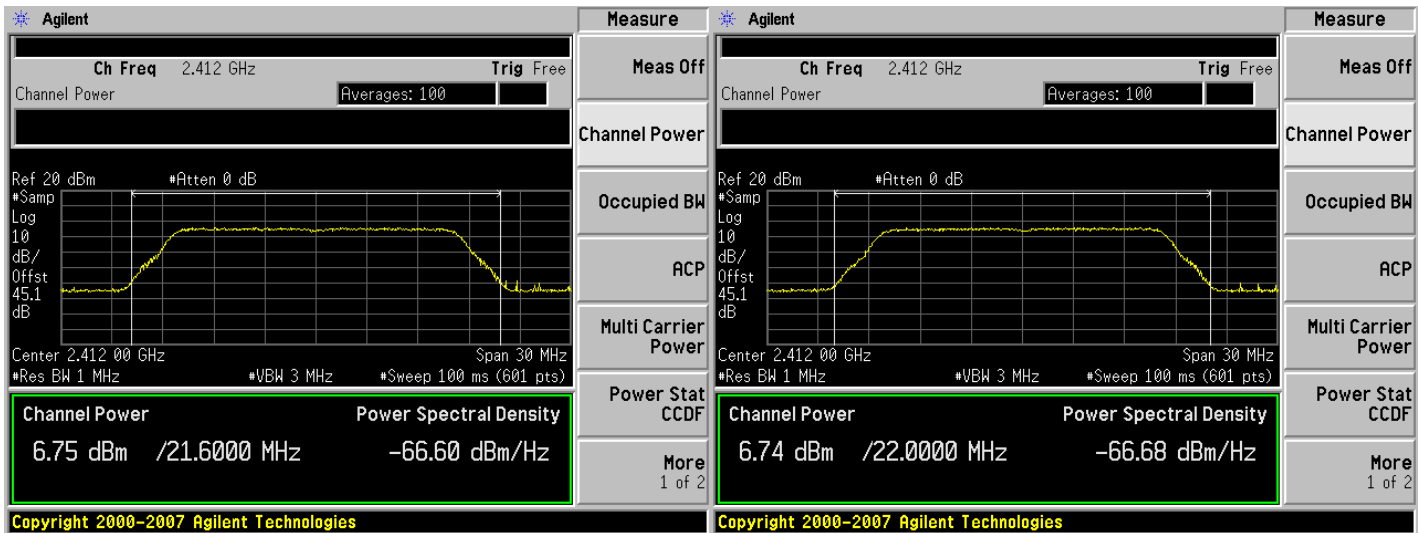 Agilent
Measure
Ch Freq 2.412 GHz Trig Free
Channel Power Averages: 100
Ref 20 dBm #Atten 0 dB
#Samp
Log
10
dB/
Offst
45.1
dB
Center 2.412 00 GHz Span 30 MHz
#Res BW 1 MHz #VBW 3 MHz #Sweep 100 ms (601 pts)
Channel Power Power Spectral Density
6.75 dBm /21.6000 MHz -66.60 dBm/Hz
Copyright 2000-2007 Agilent Technologies
Meas Off
Channel Power
Occupied BW
ACP
Multi Carrier
Power
Power Stat
CCDF
More
1 of 2
Agilent
Measure
Ch Freq 2.412 GHz Trig Free
Channel Power Averages: 100
Ref 20 dBm #Atten 0 dB
#Samp
Log
10
dB/
Offst
45.1
dB
Center 2.412 00 GHz Span 30 MHz
#Res BW 1 MHz #VBW 3 MHz #Sweep 100 ms (601 pts)
Channel Power Power Spectral Density
6.74 dBm /22.0000 MHz -66.68 dBm/Hz
Copyright 2000-2007 Agilent Technologies
Meas Off
Channel Power
Occupied BW
ACP
Multi Carrier
Power
Power Stat
CCDF
More
1 of 2